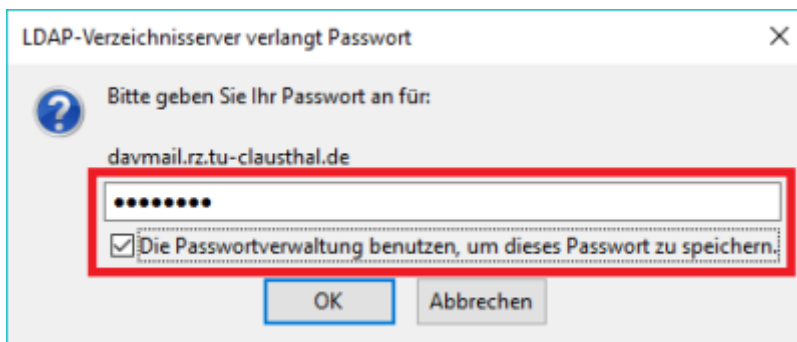 LDAP-Verzeichnisserver verlangt Passwort
Bitte geben Sie Ihr Passwort an für:
davmail.rz.tu-clausthal.de
●●●●●●●●
Die Passwortverwaltung benutzen, um dieses Passwort zu speichern.
OK
Abbrechen